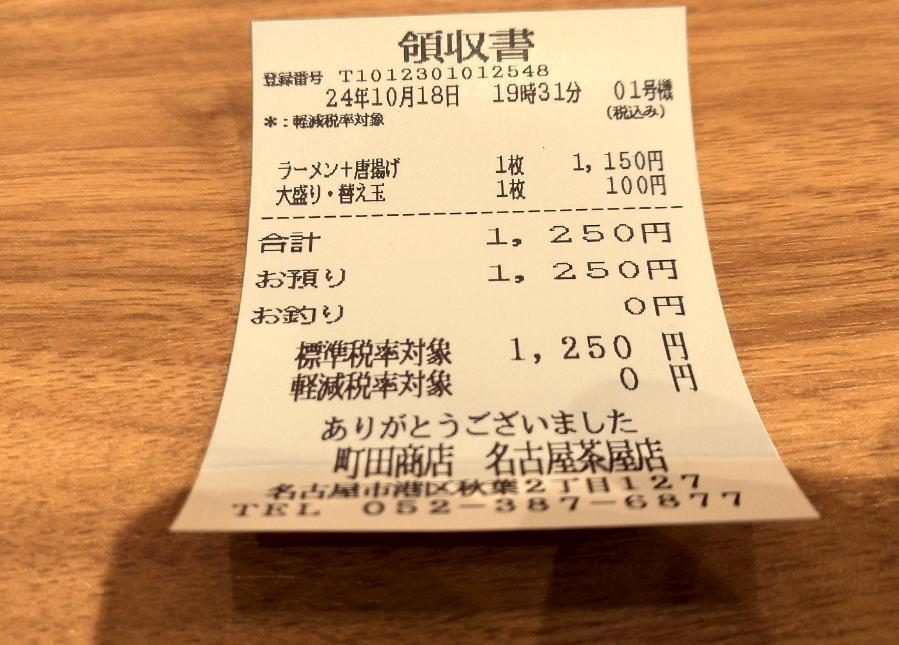 領収書
登録番号 T1012301012548
24年10月18日 19時31分 01号機
*：軽減税率対象 (税込み)
ラーメン＋唐揚げ 1枚 1,150円
大盛り・替え玉 1枚 100円
合計 1,250円
お預り 1,250円
お釣り 0円
標準税率対象 1,250 円
軽減税率対象 0 円
ありがとうございました
町田商店 名古屋茶屋店
名古屋市港区秋葉2丁目127
TEL 052-387-6877